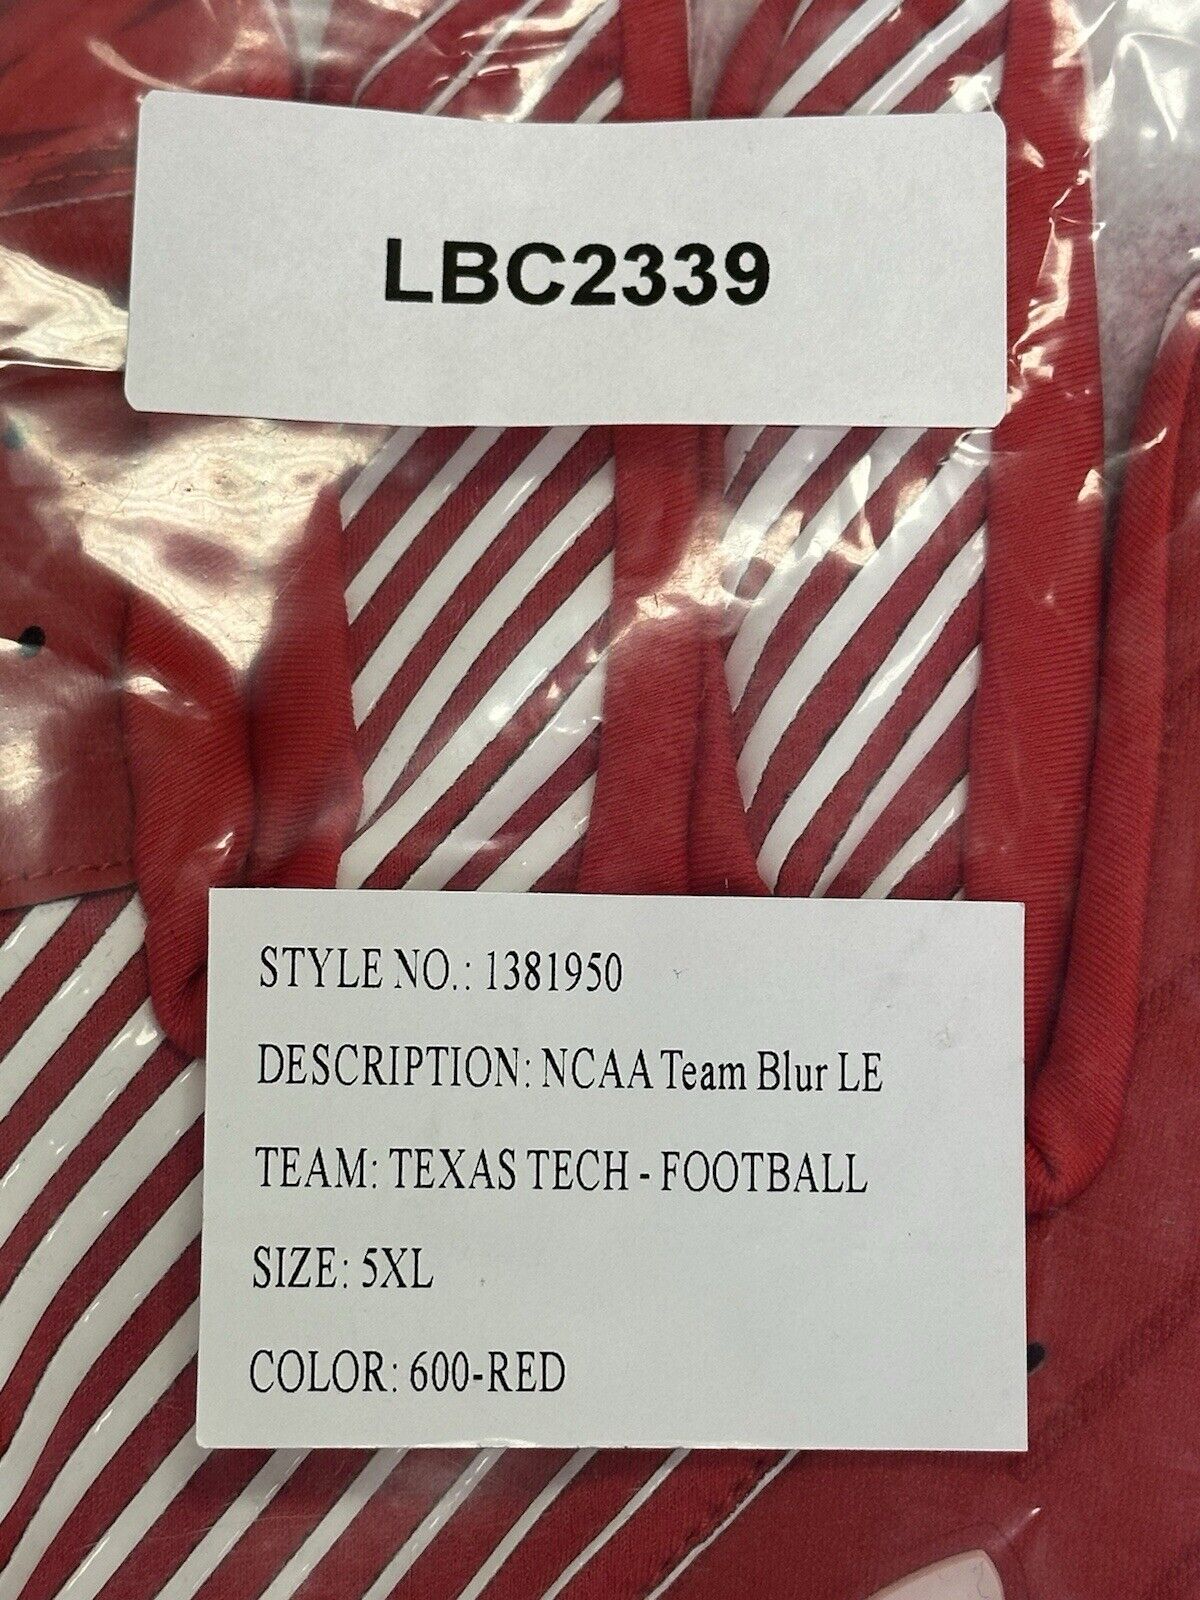 LBC2339
STYLE NO.: 1381950
DESCRIPTION: NCAA Team Blur LE
TEAM: TEXAS TECH - FOOTBALL
SIZE: 5XL
COLOR: 600-RED